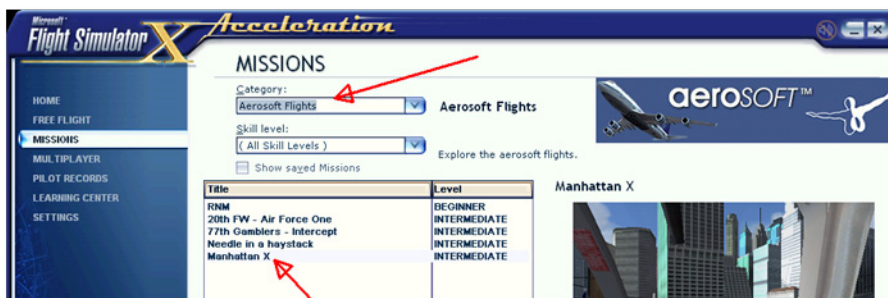 Microsoft
Flight Simulator X
Acceleration
MISSIONS
HOME
FREE FLIGHT
MISSIONS
MULTIPLAYER
PILOT RECORDS
LEARNING CENTER
SETTINGS
Category:
Aerosoft Flights
Skill level:
( All Skill Levels )
Show saved Missions
Aerosoft Flights
Explore the aerosoft flights.
aeroSOFT™
Title Level
RNM BEGINNER
20th FW - Air Force One INTERMEDIATE
77th Gamblers - Intercept INTERMEDIATE
Needle in a haystack INTERMEDIATE
Manhattan X INTERMEDIATE
Manhattan X